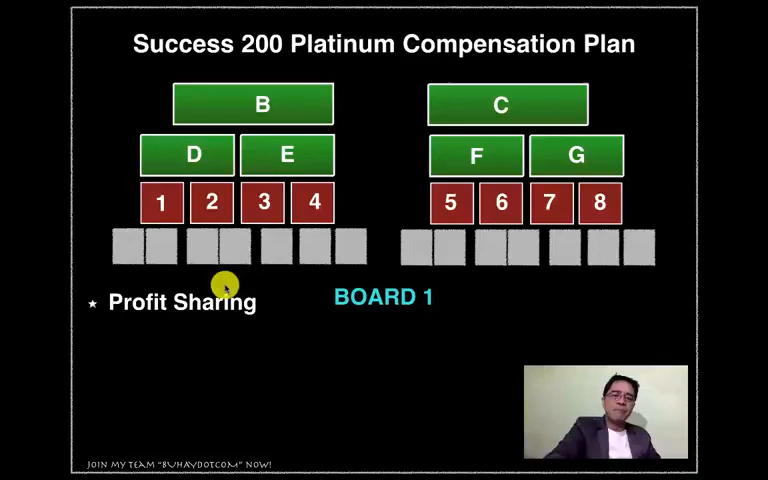 Success 200 Platinum Compensation Plan
B C
D E F G
1 2 3 4 5 6 7 8
★ Profit Sharing
BOARD 1
JOIN MY TEAM "BUHAYDOTCOM" NOW!